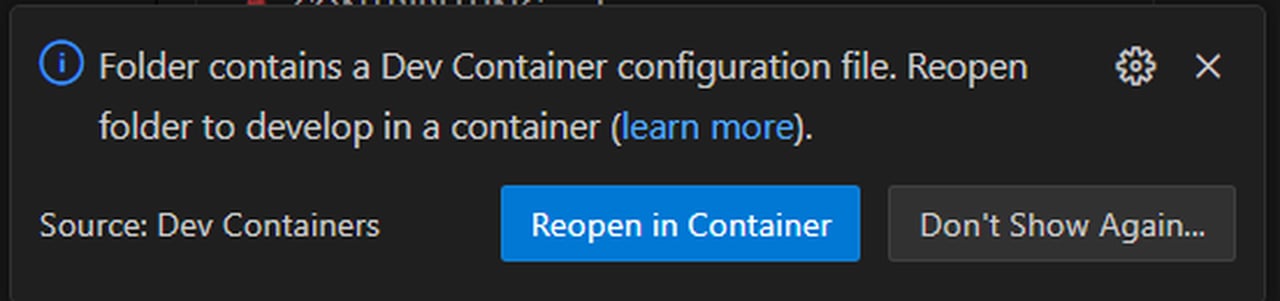 Folder contains a Dev Container configuration file. Reopen
folder to develop in a container (learn more).
Source: Dev Containers
Reopen in Container
Don't Show Again...